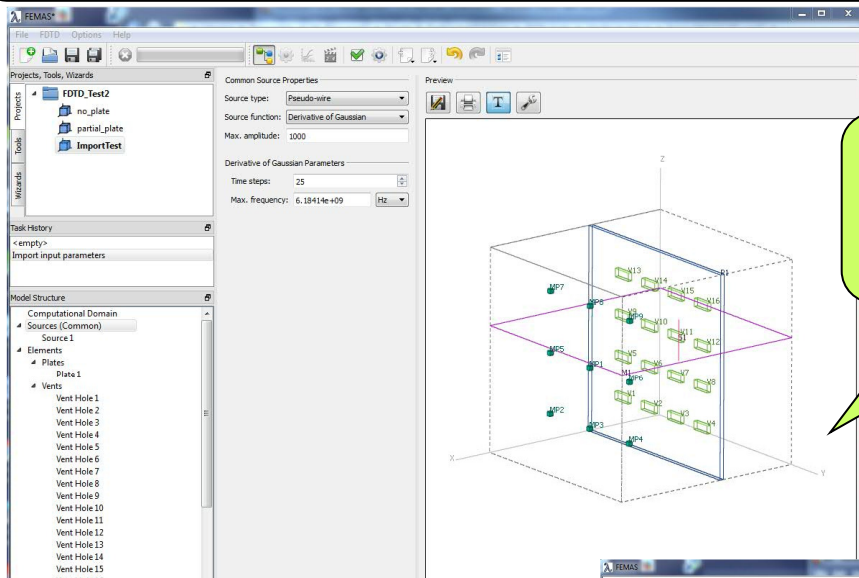 FEMAS*
File FDTD Options Help
Projects, Tools, Wizards
Projects
Tools
Wizards
FDTD_Test2
no_plate
partial_plate
ImportTest
Task History
<empty>
Import input parameters
Model Structure
Computational Domain
Sources (Common)
Source 1
Elements
Plates
Plate 1
Vents
Vent Hole 1
Vent Hole 2
Vent Hole 3
Vent Hole 4
Vent Hole 5
Vent Hole 6
Vent Hole 7
Vent Hole 8
Vent Hole 9
Vent Hole 10
Vent Hole 11
Vent Hole 12
Vent Hole 13
Vent Hole 14
Vent Hole 15
Common Source Properties
Source type: Pseudo-wire
Source function: Derivative of Gaussian
Max. amplitude: 1000
Derivative of Gaussian Parameters
Time steps: 25
Max. frequency: 6.18414e+09 Hz
Preview
T
Z
V13
P1
V14
MP7
V15
MP8
V16
V9
MP9
V10
V11
V12
MP5
V5
MP1
V6
M1
MP6
V7
V8
V1
V2
MP2
V3
MP3
V4
MP4
X
Y
FEMAS